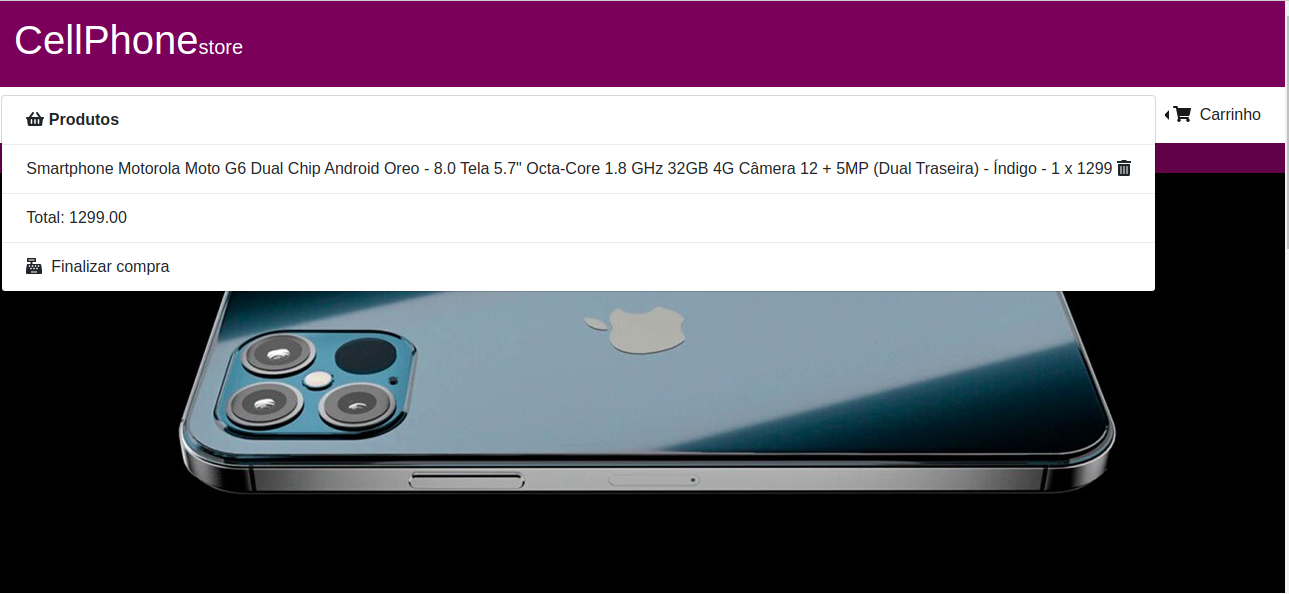 CellPhonestore
Produtos
Carrinho
Smartphone Motorola Moto G6 Dual Chip Android Oreo - 8.0 Tela 5.7" Octa-Core 1.8 GHz 32GB 4G Câmera 12 + 5MP (Dual Traseira) - Índigo - 1 x 1299
Total: 1299.00
Finalizar compra